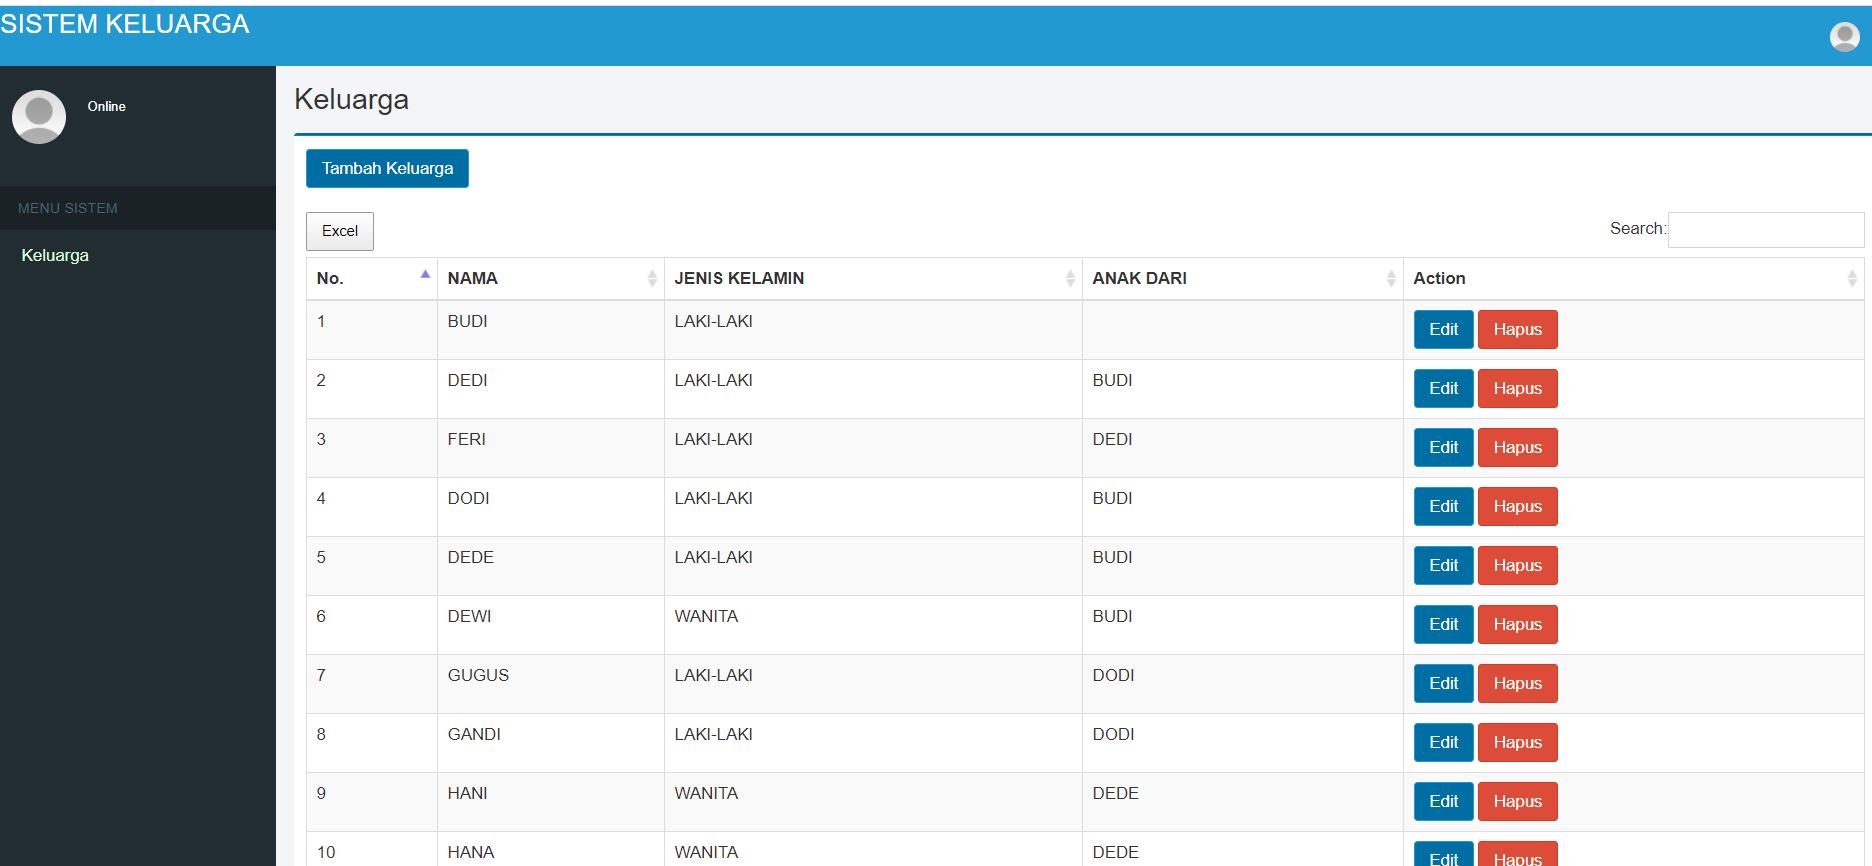 SISTEM KELUARGA
Online
MENU SISTEM
Keluarga
Keluarga
Tambah Keluarga
Excel
Search:
No. NAMA JENIS KELAMIN ANAK DARI Action
1 BUDI LAKI-LAKI Edit Hapus
2 DEDI LAKI-LAKI BUDI Edit Hapus
3 FERI LAKI-LAKI DEDI Edit Hapus
4 DODI LAKI-LAKI BUDI Edit Hapus
5 DEDE LAKI-LAKI BUDI Edit Hapus
6 DEWI WANITA BUDI Edit Hapus
7 GUGUS LAKI-LAKI DODI Edit Hapus
8 GANDI LAKI-LAKI DODI Edit Hapus
9 HANI WANITA DEDE Edit Hapus
10 HANA WANITA DEDE Edit Hapus